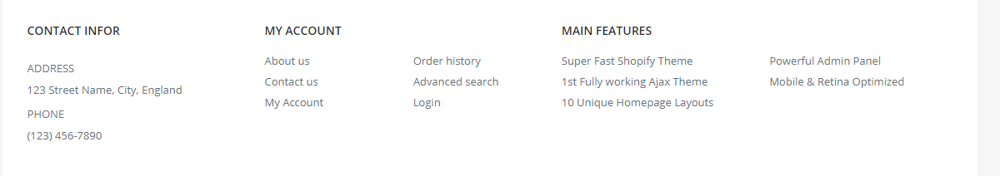 CONTACT INFOR
ADDRESS
123 Street Name, City, England
PHONE
(123) 456-7890
MY ACCOUNT
About us
Contact us
My Account
Order history
Advanced search
Login
MAIN FEATURES
Super Fast Shopify Theme
1st Fully working Ajax Theme
10 Unique Homepage Layouts
Powerful Admin Panel
Mobile & Retina Optimized